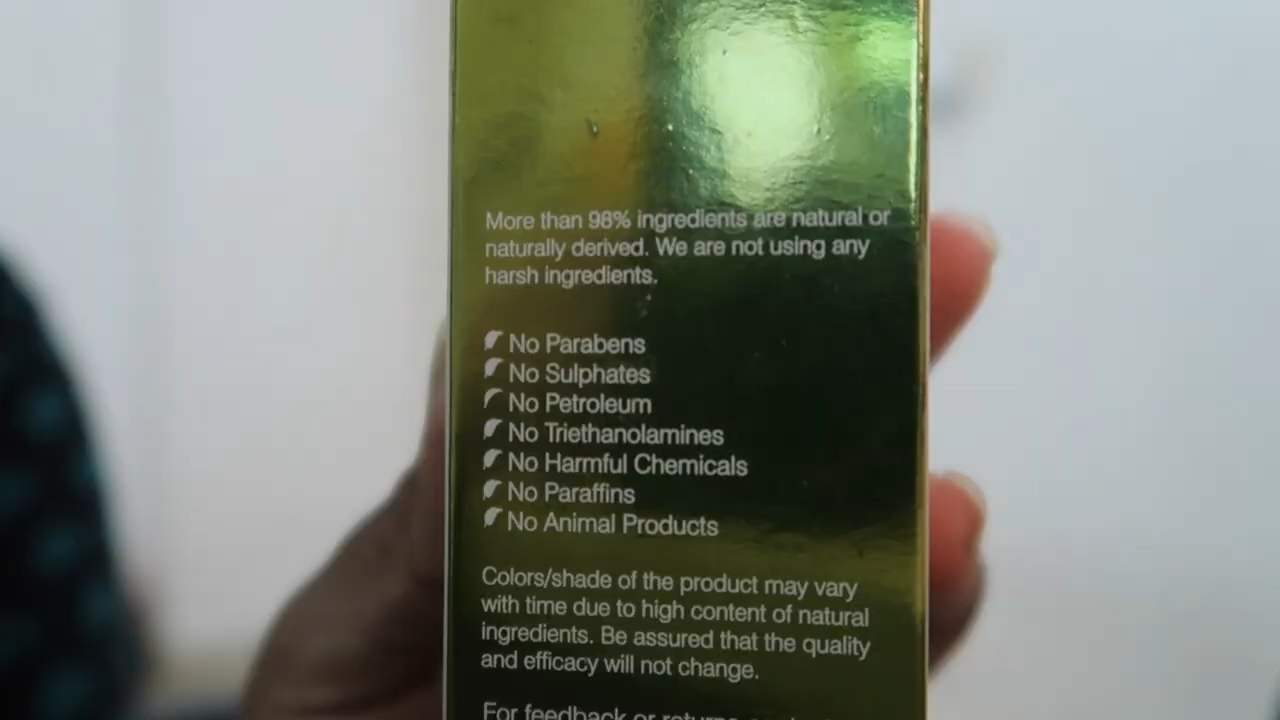 More than 98% ingredients are natural or
naturally derived. We are not using any
harsh ingredients.
No Parabens
No Sulphates
No Petroleum
No Triethanolamines
No Harmful Chemicals
No Paraffins
No Animal Products
Colors/shade of the product may vary
with time due to high content of natural
ingredients. Be assured that the quality
and efficacy will not change.
For feedback or returns